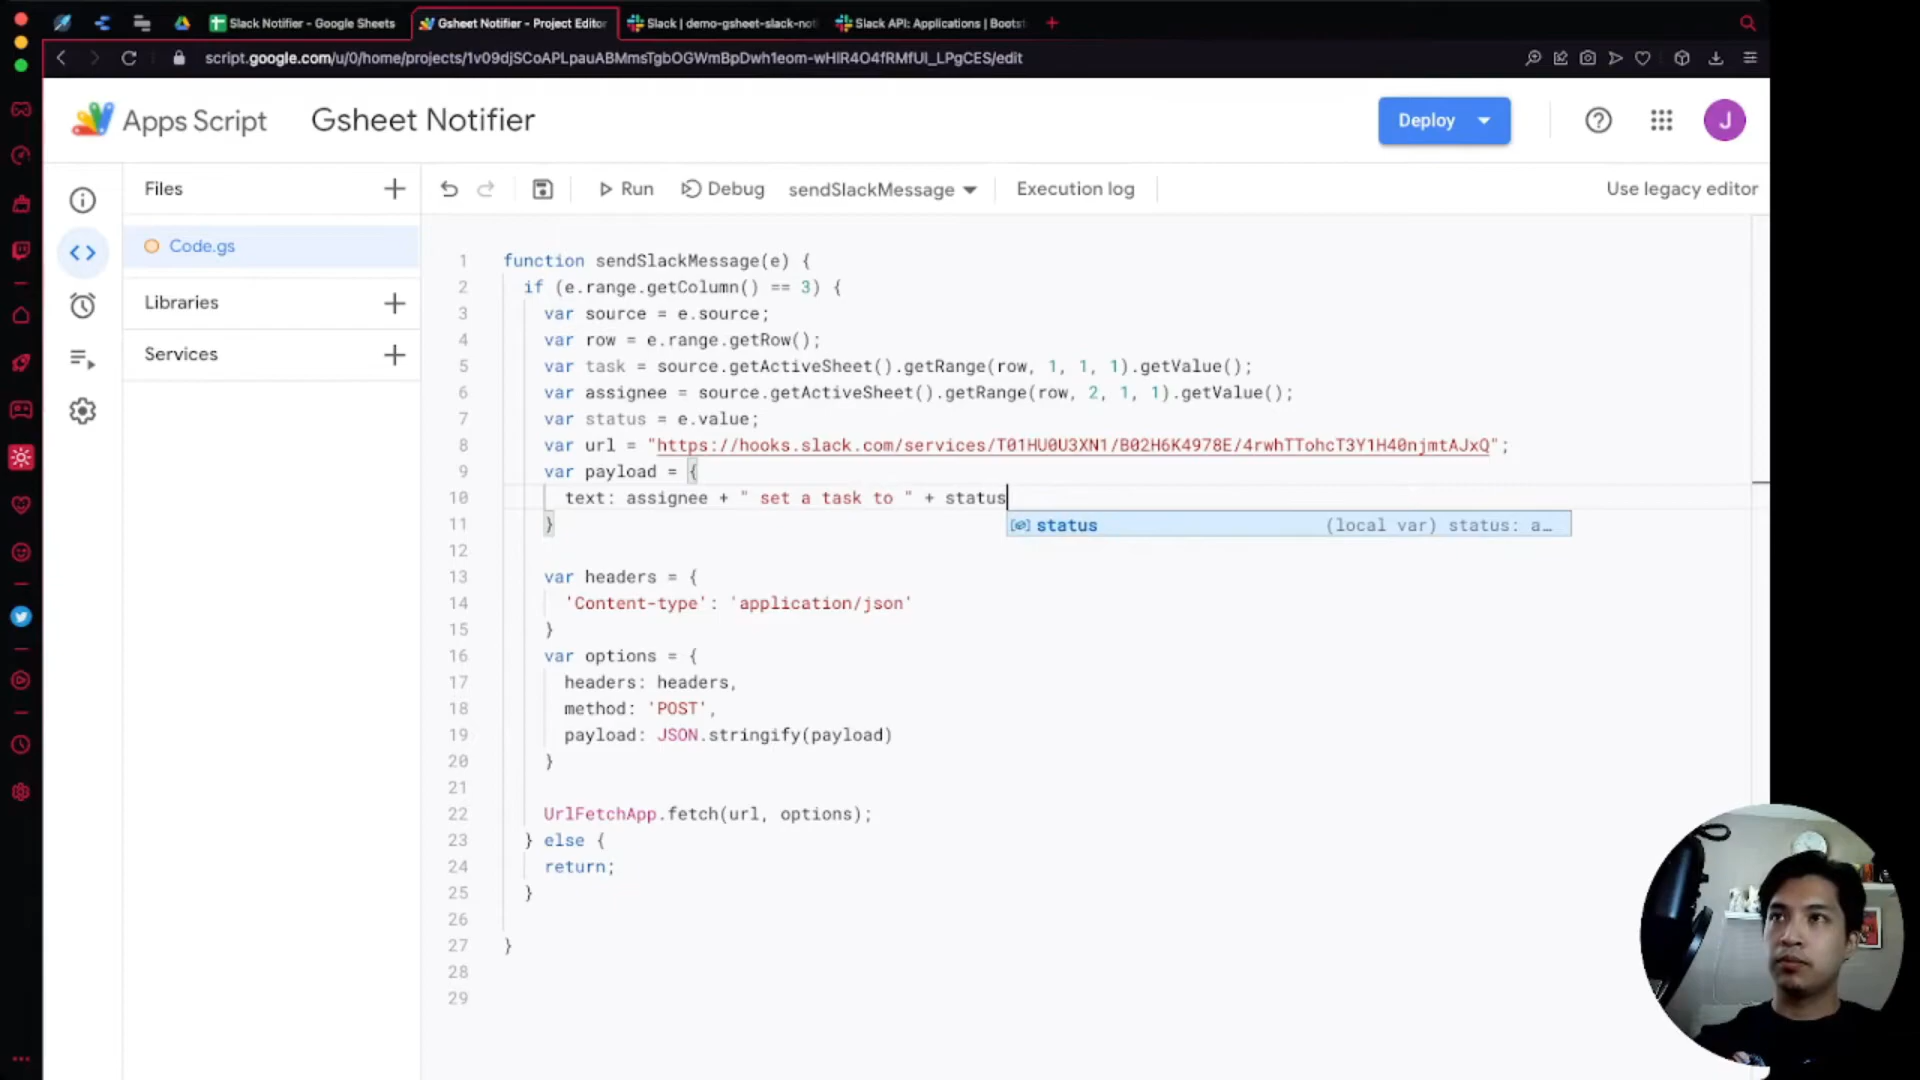 Slack Notifier - Google Sheets
Gsheet Notifier - Project Editor
Slack | demo-gsheet-slack-not
Slack API: Applications | Bootst
script.google.com/u/0/home/projects/1v09djSCoAPLpauABMmsTgbOGWmBpDwh1eom-wHIR4O4fRMfUl_LPgCES/edit
Apps Script
Gsheet Notifier
Deploy
J
Files
Run
Debug
sendSlackMessage
Execution log
Use legacy editor
Code.gs
Libraries
Services
1 function sendSlackMessage(e) {
2 if (e.range.getColumn() == 3) {
3 var source = e.source;
4 var row = e.range.getRow();
5 var task = source.getActiveSheet().getRange(row, 1, 1, 1).getValue();
6 var assignee = source.getActiveSheet().getRange(row, 2, 1, 1).getValue();
7 var status = e.value;
8 var url = "https://hooks.slack.com/services/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";
9 var payload = {
10 text: assignee + " set a task to " + status
11 }
status (local var) status: a…
12
13 var headers = {
14 'Content-type': 'application/json'
15 }
16 var options = {
17 headers: headers,
18 method: 'POST',
19 payload: JSON.stringify(payload)
20 }
21
22 UrlFetchApp.fetch(url, options);
23 } else {
24 return;
25 }
26
27 }
28
29